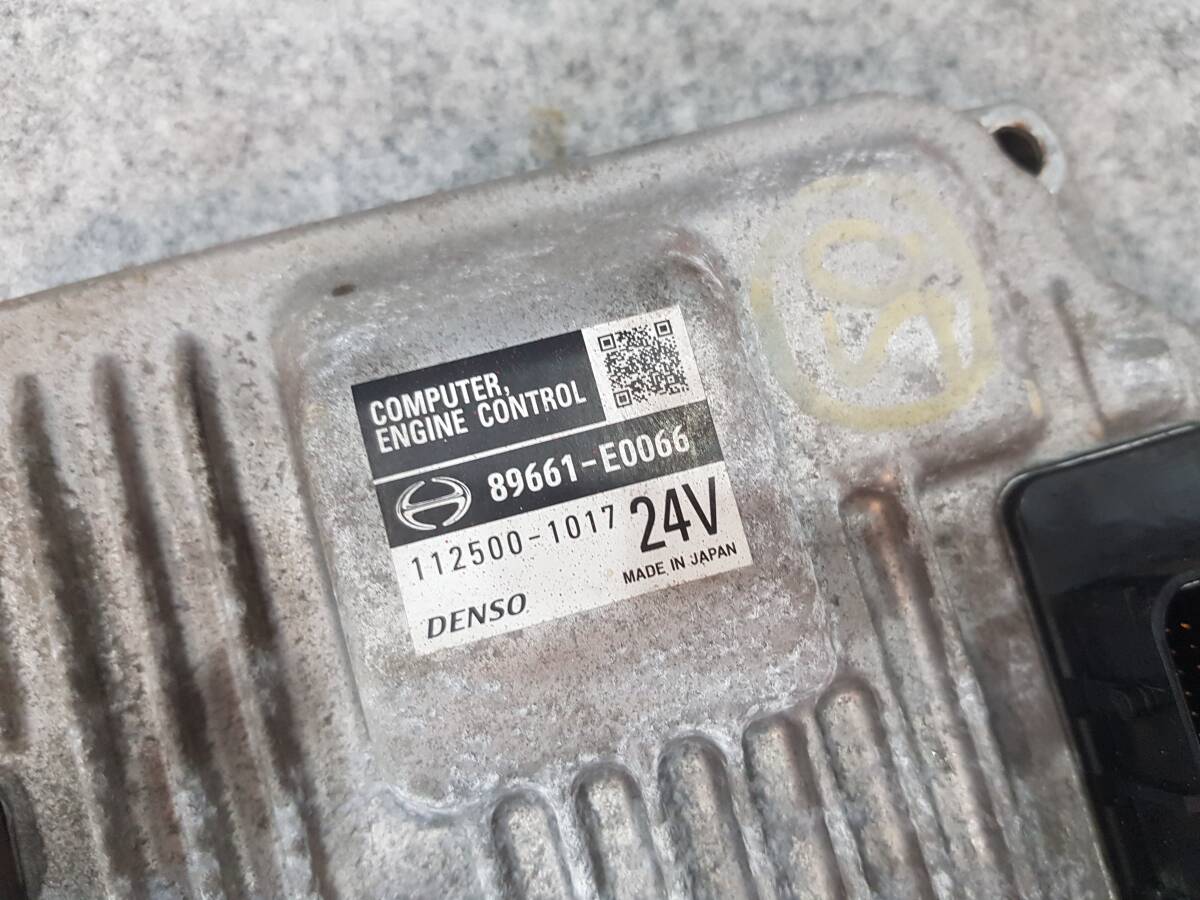 COMPUTER,
ENGINE CONTROL
89661-E0066
112500-1017
24V
MADE IN JAPAN
DENSO